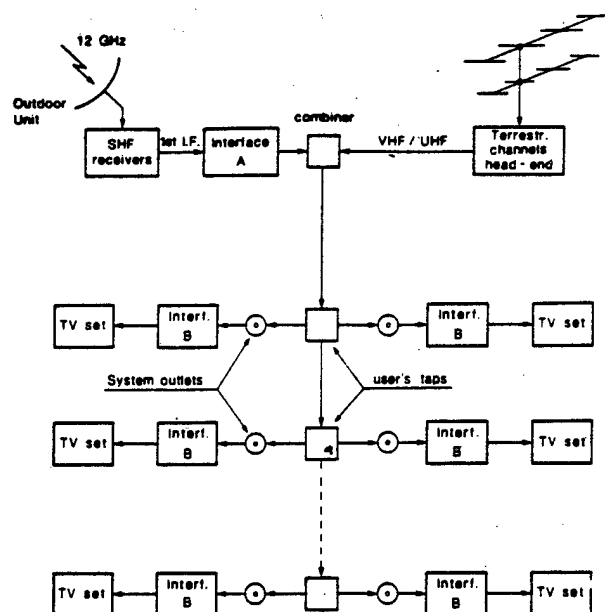 12 GHz
Outdoor
Unit
combiner
SHF
receivers
1st I.F.
Interface
A
VHF / UHF
Terrestr.
channels
head - end
TV set
Interf.
B
Interf.
B
TV set
System outlets
user's taps
TV set
Interf.
B
Interf.
B
TV set
TV set
Interf.
B
Interf.
B
TV set